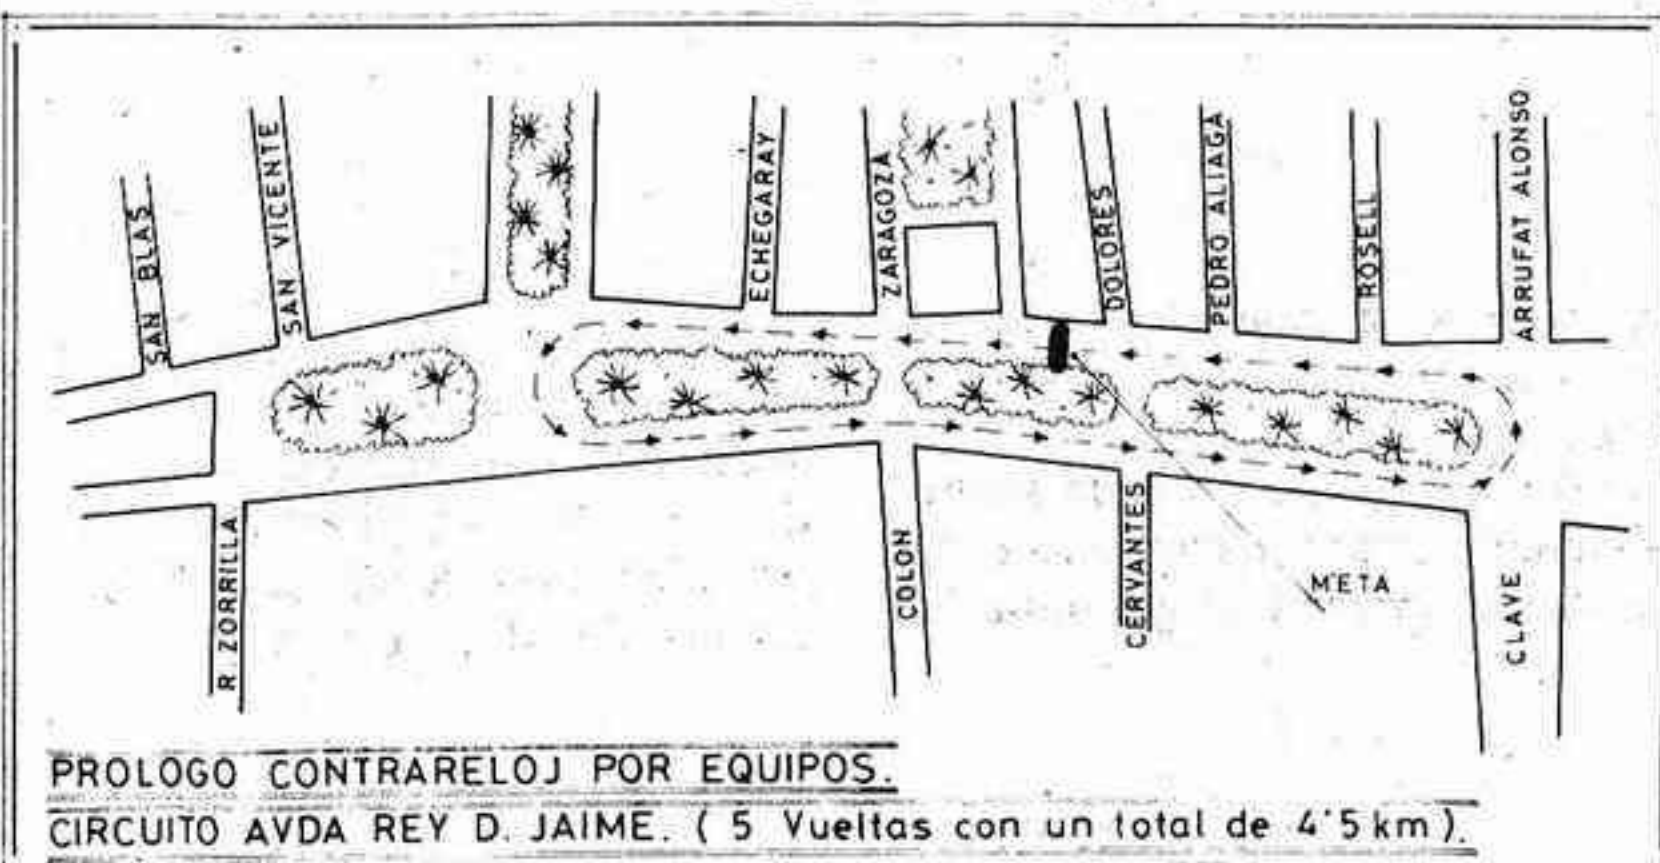 SAN BLAS
SAN VICENTE
ECHEGARAY
ZARAGOZA
DOLORES
PEDRO ALIAGA
ROSELL
ARRUFAT ALONSO
R. ZORRILLA
COLON
CERVANTES
META
CLAVE
PROLOGO CONTRARELOJ POR EQUIPOS.
CIRCUITO AVDA REY D. JAIME. ( 5 Vueltas con un total de 4'5 km ).